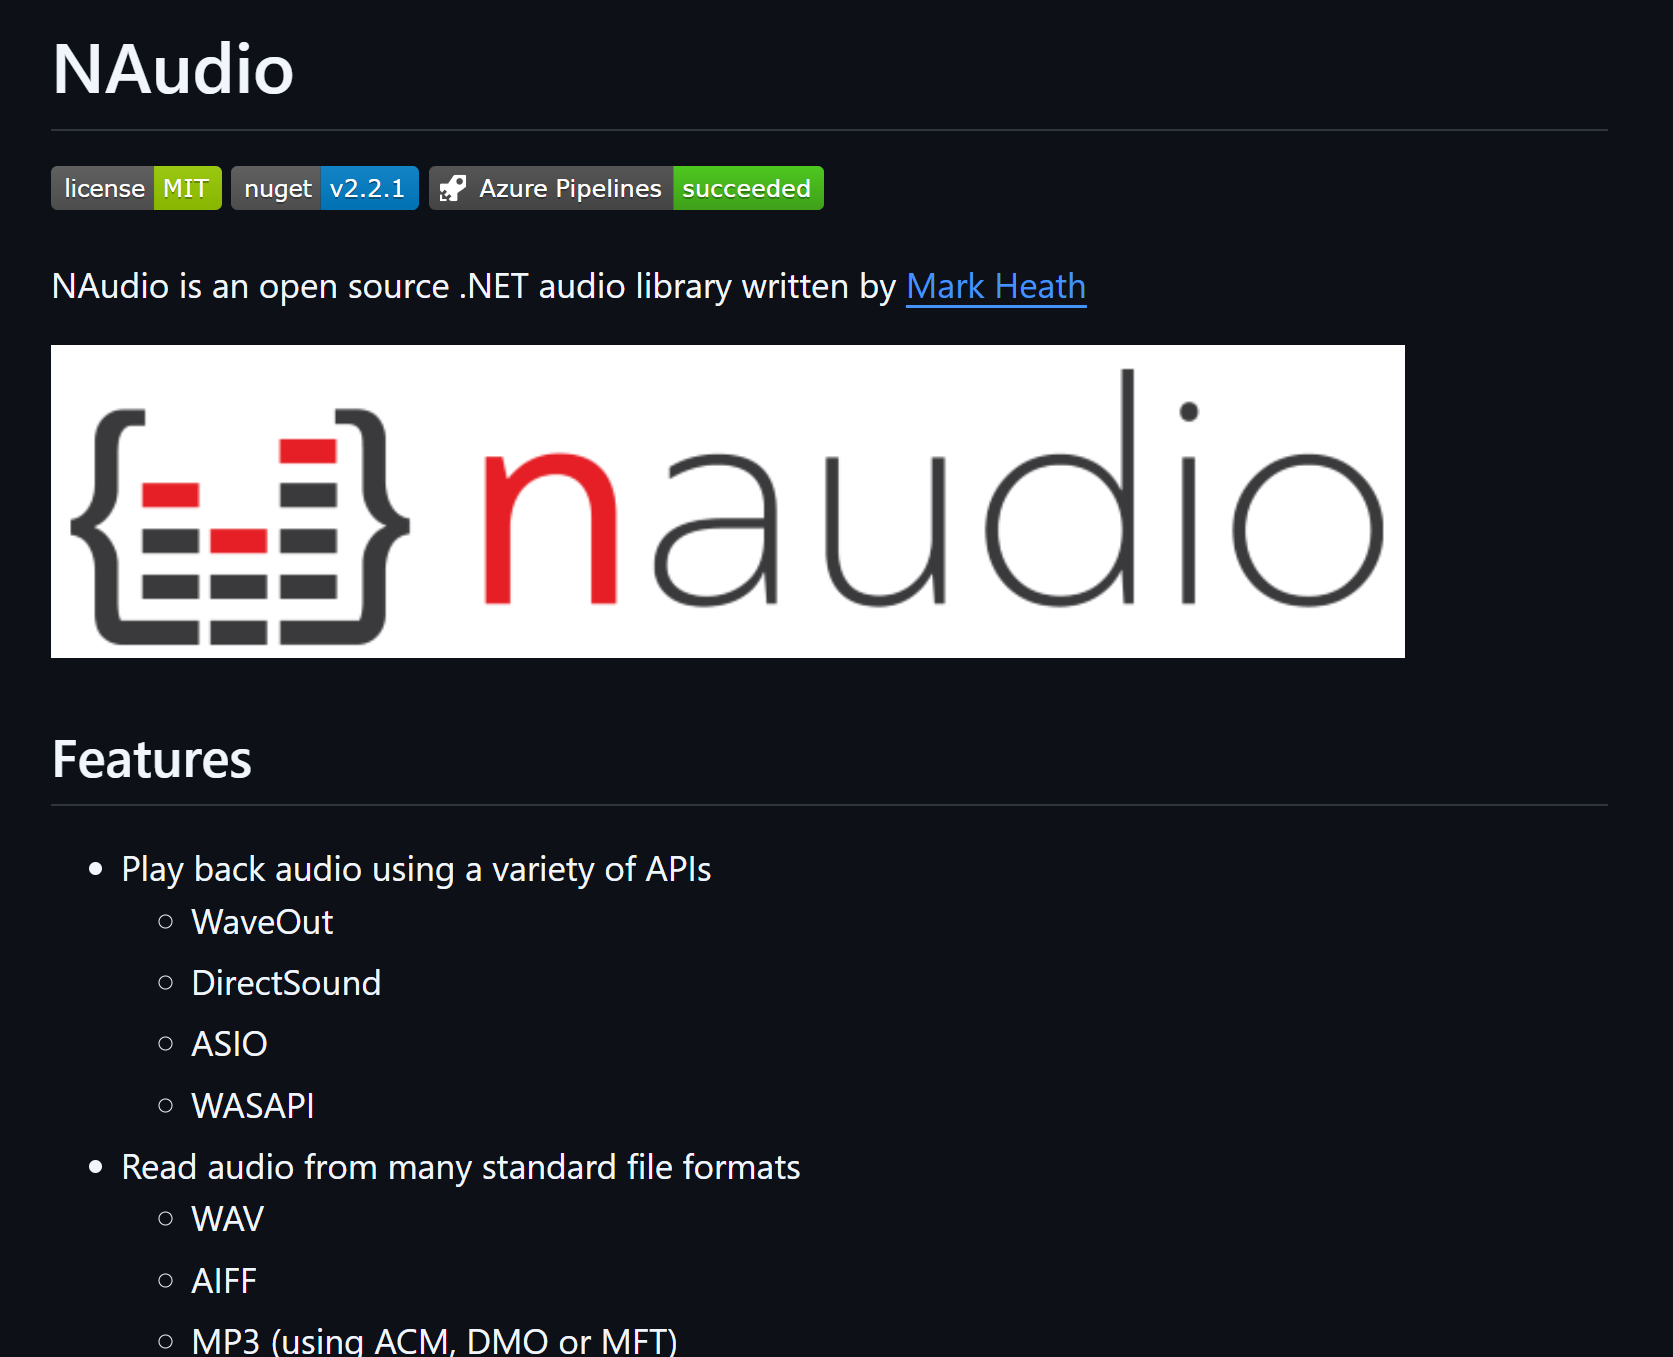 NAudio
license MIT nuget v2.2.1 Azure Pipelines succeeded
NAudio is an open source .NET audio library written by Mark Heath
naudio
Features
Play back audio using a variety of APIs
WaveOut
DirectSound
ASIO
WASAPI
Read audio from many standard file formats
WAV
AIFF
MP3 (using ACM, DMO or MFT)